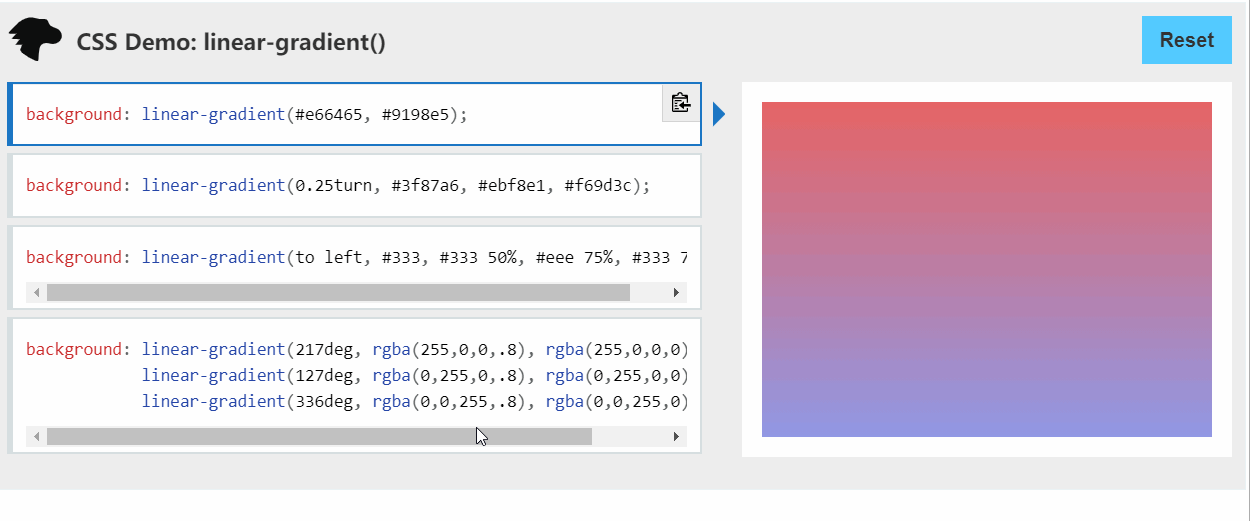 CSS Demo: linear-gradient()
Reset
background: linear-gradient(#e66465, #9198e5);
background: linear-gradient(0.25turn, #3f87a6, #ebf8e1, #f69d3c);
background: linear-gradient(to left, #333, #333 50%, #eee 75%, #333 7
background: linear-gradient(217deg, rgba(255,0,0,.8), rgba(255,0,0,0)
linear-gradient(127deg, rgba(0,255,0,.8), rgba(0,255,0,0)
linear-gradient(336deg, rgba(0,0,255,.8), rgba(0,0,255,0)